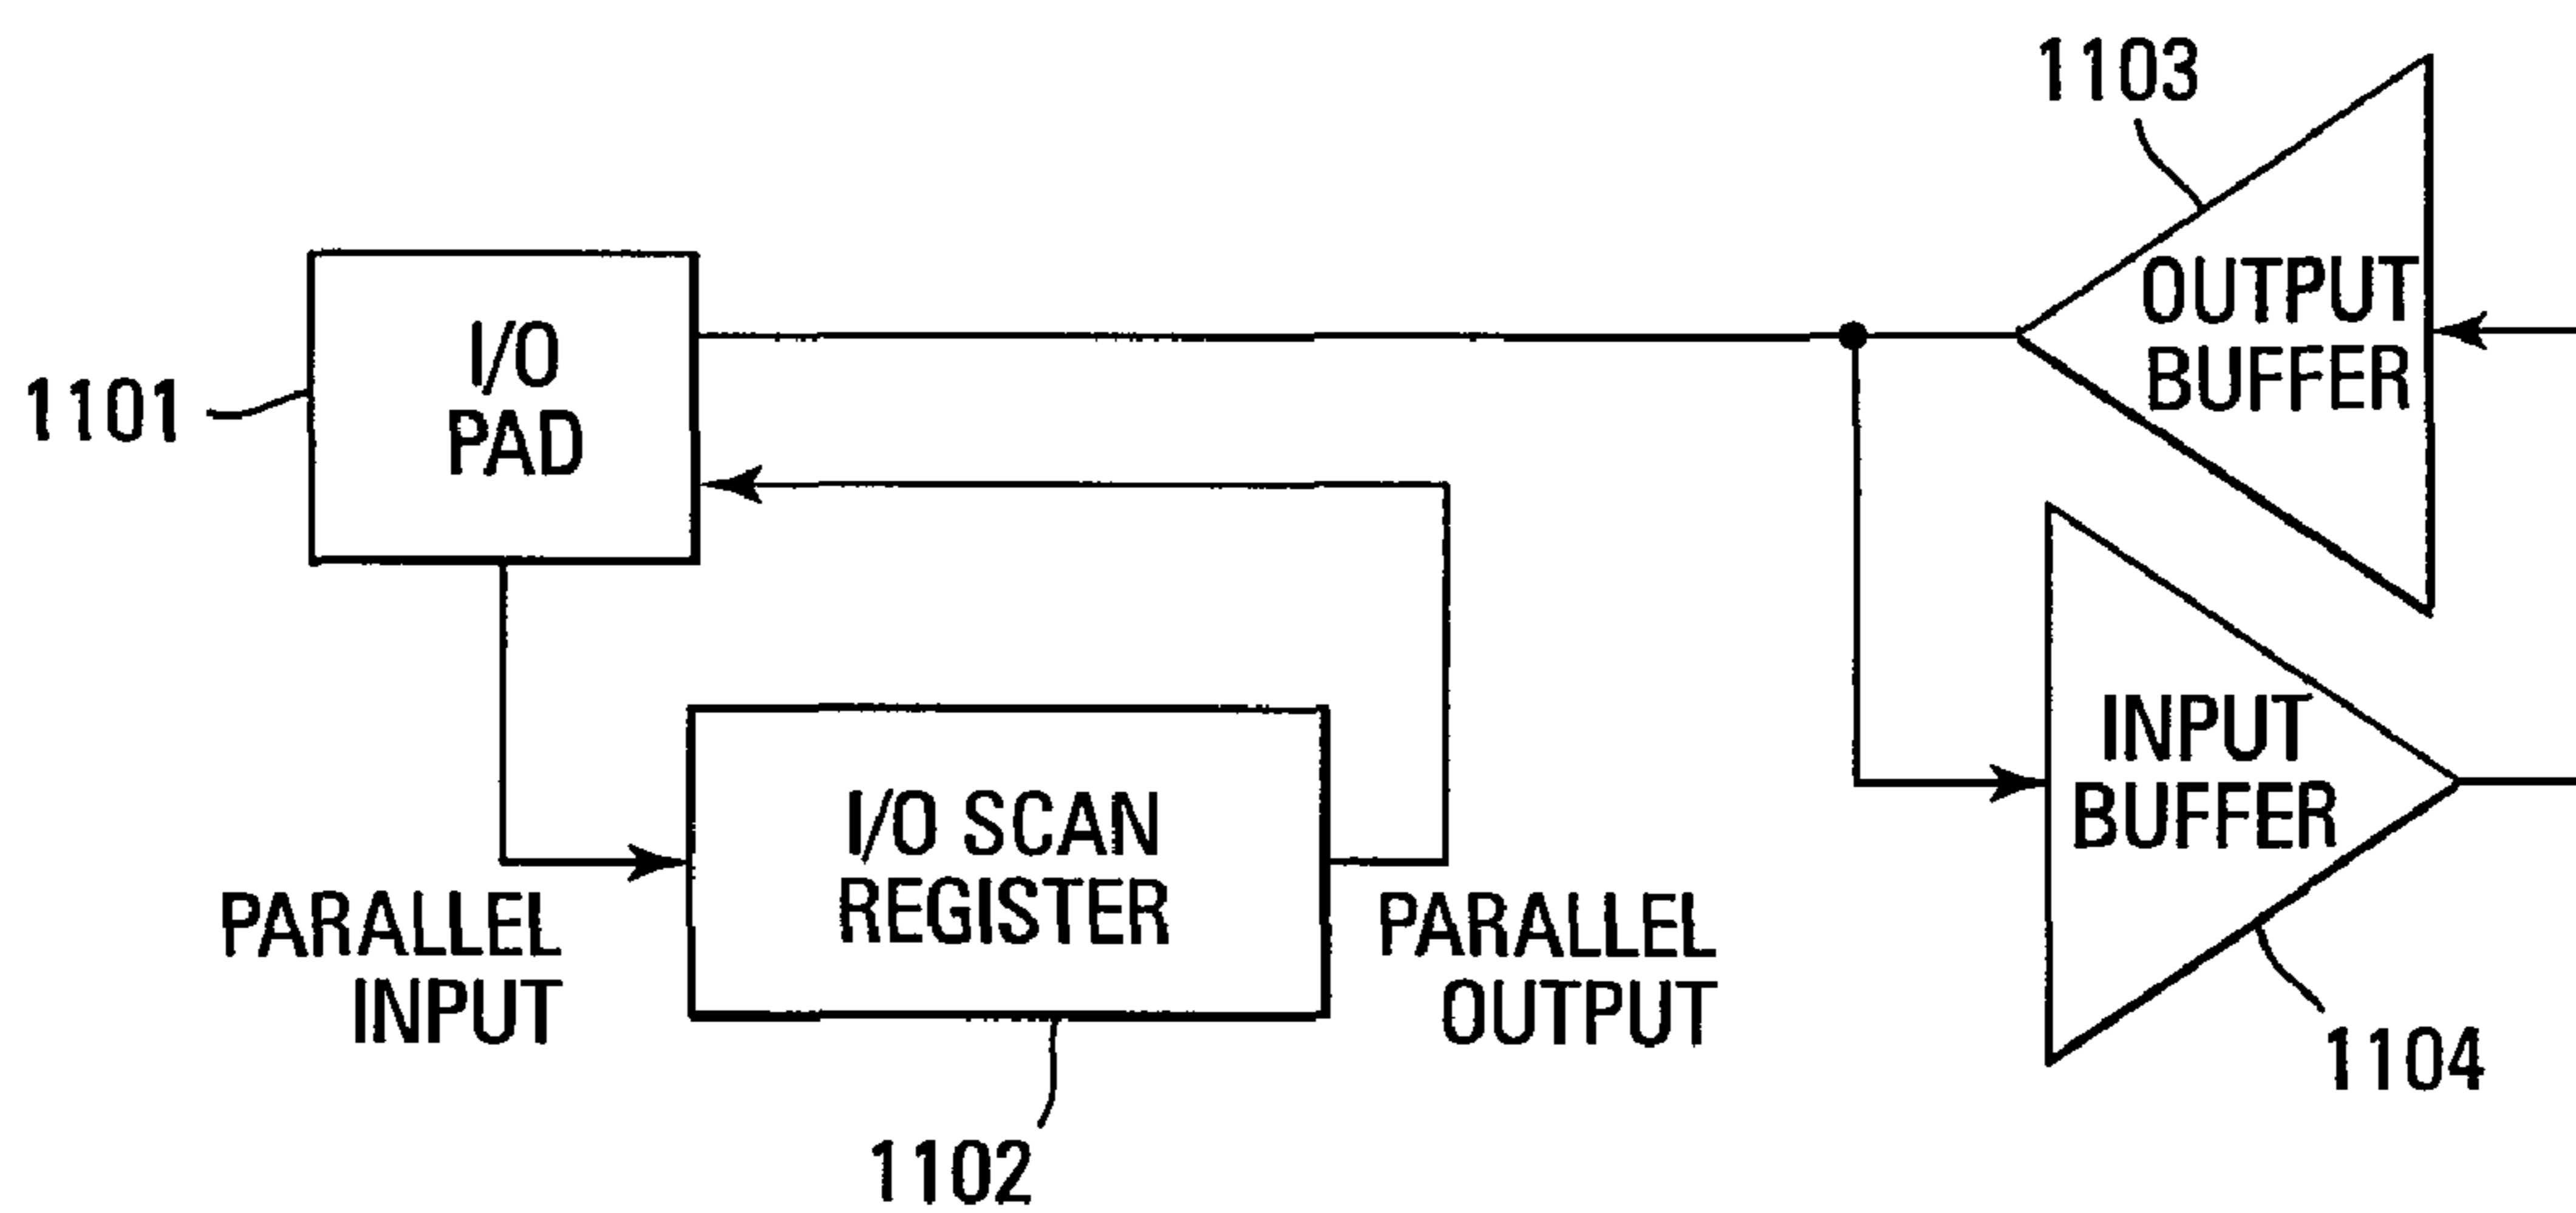 1103
OUTPUT
BUFFER
I/O
PAD
1101
INPUT
BUFFER
I/O SCAN
REGISTER
PARALLEL
INPUT
PARALLEL
OUTPUT
1104
1102